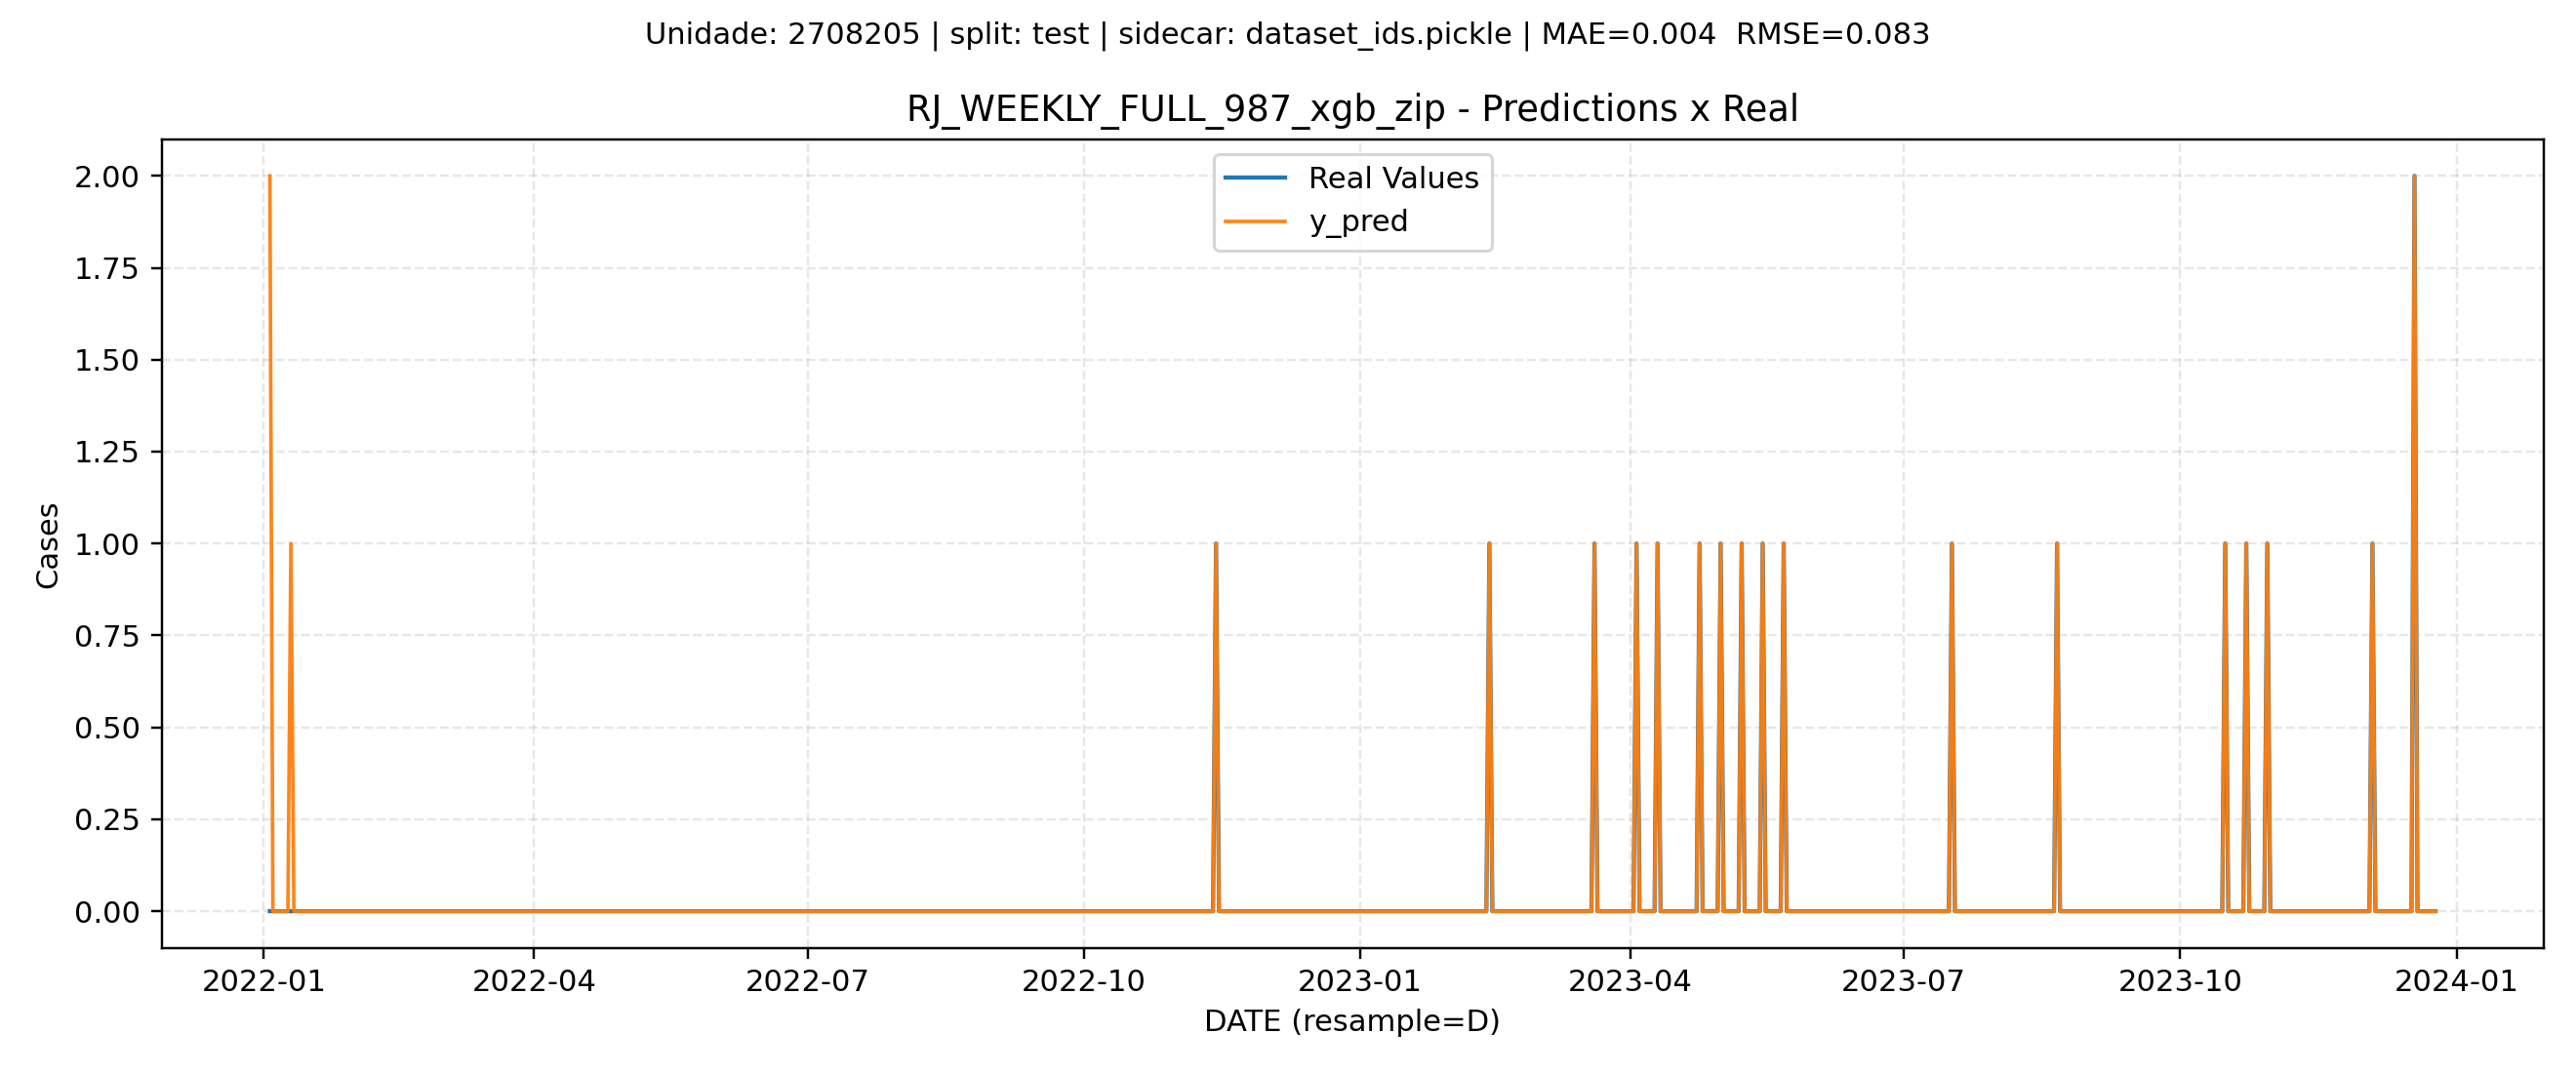 Unidade: 2708205 | split: test | sidecar: dataset_ids.pickle | MAE=0.004  RMSE=0.083
RJ_WEEKLY_FULL_987_xgb_zip - Predictions x Real
Real Values
y_pred
2.00
1.75
1.50
1.25
1.00
0.75
0.50
0.25
0.00
Cases
2022-01 2022-04 2022-07 2022-10 2023-01 2023-04 2023-07 2023-10 2024-01
DATE (resample=D)